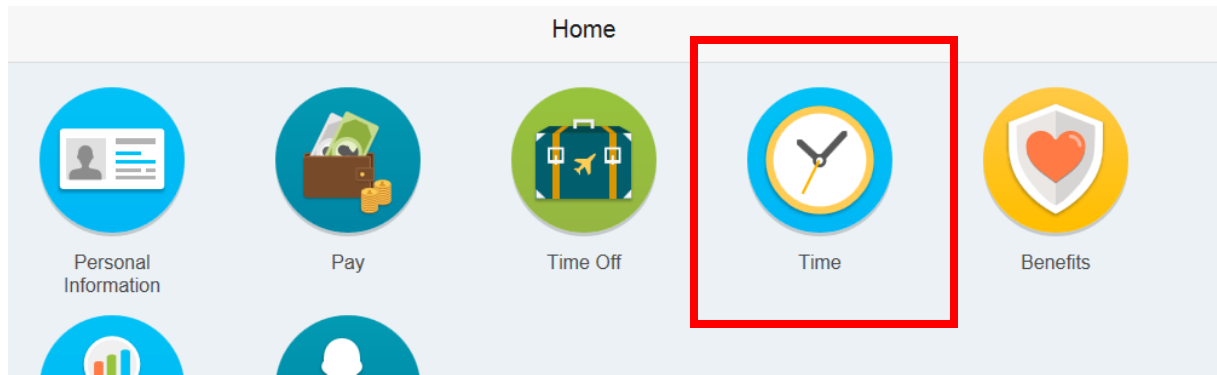 Home
Personal
Information
Pay
Time Off
Time
Benefits